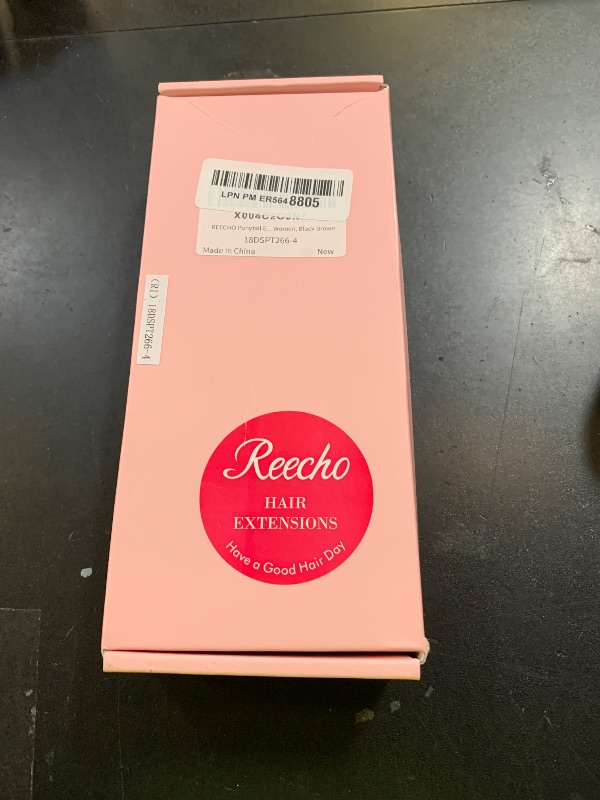 LPN PM ER564 8805
REECHO Ponytail E... Women, Black Brown
18DSPT266-4
Made In China New
(R1) 18DSPT266-4
Reecho
HAIR
EXTENSIONS
Have a Good Hair Day